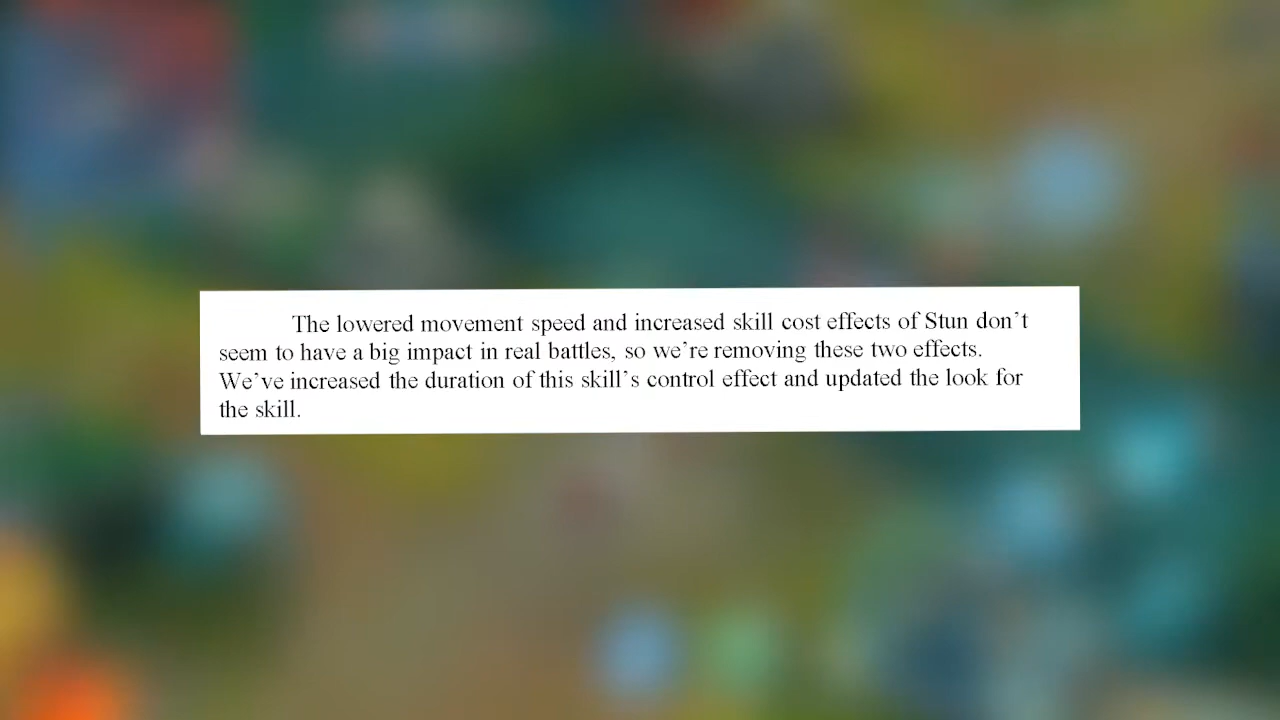 The lowered movement speed and increased skill cost effects of Stun don’t
seem to have a big impact in real battles, so we’re removing these two effects.
We’ve increased the duration of this skill’s control effect and updated the look for
the skill.